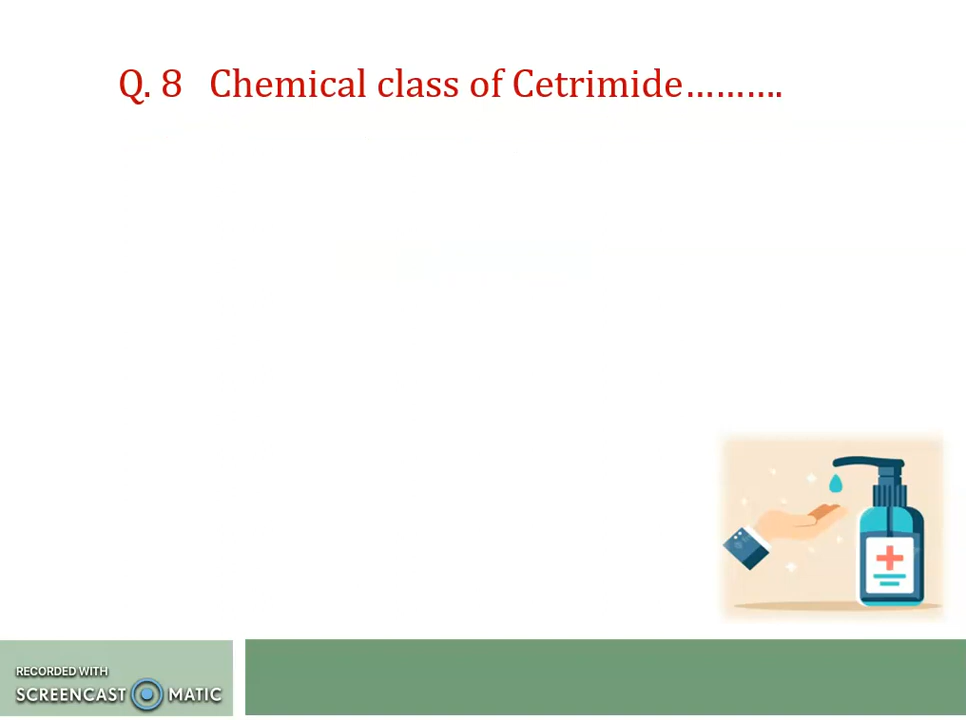 Q. 8 Chemical class of Cetrimide……….
RECORDED WITH
SCREENCAST O MATIC